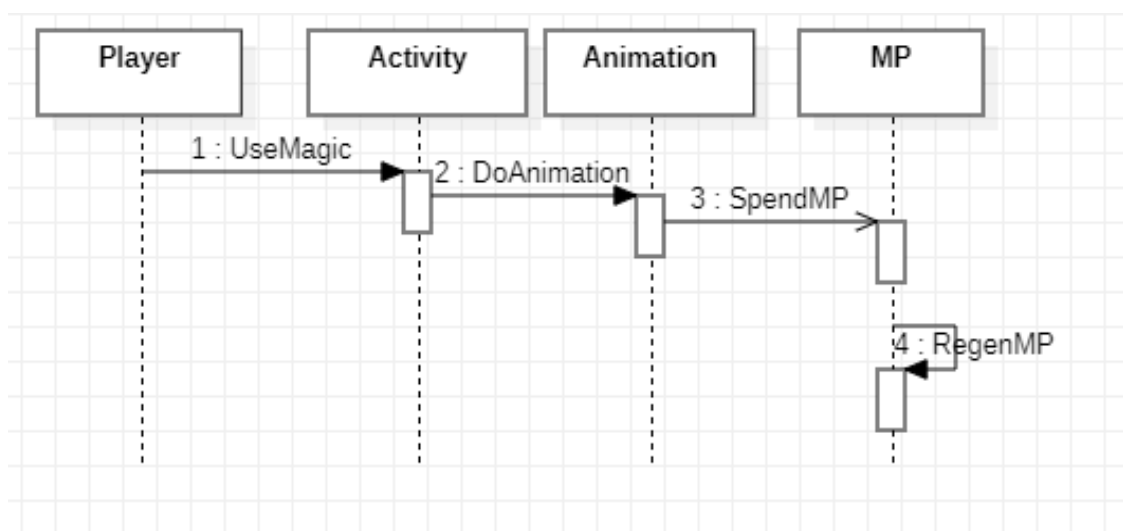 Player
Activity
Animation
MP
1 : UseMagic
2 : DoAnimation
3 : SpendMP
4 : RegenMP